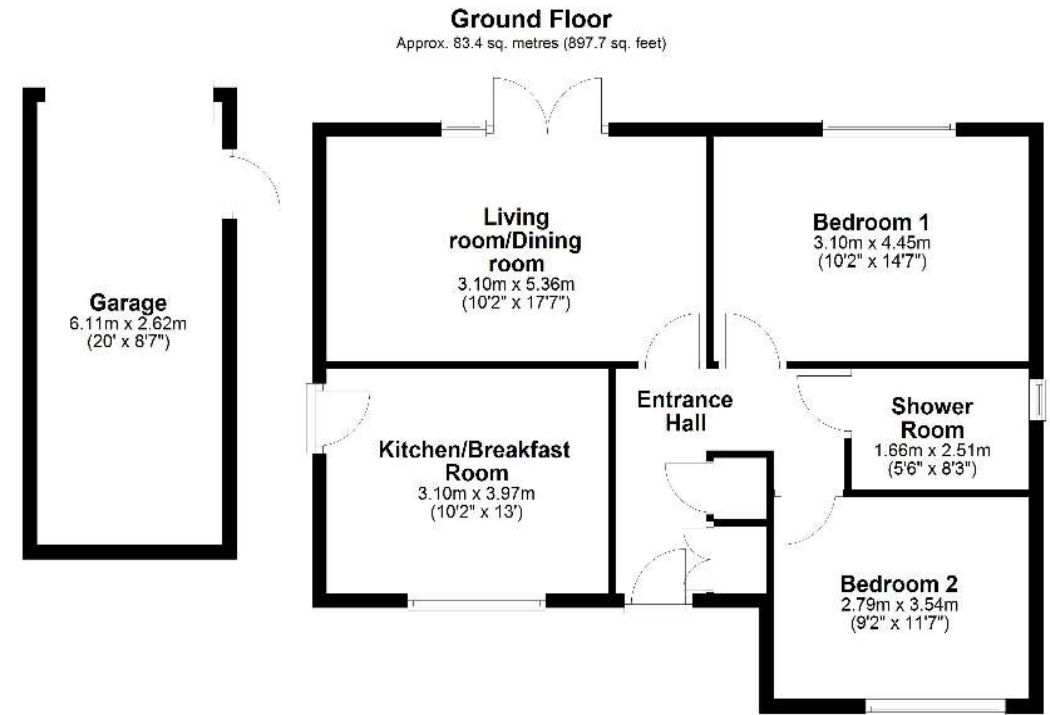 Ground Floor
Approx. 83.4 sq. metres (897.7 sq. feet)
Living
room/Dining
room
3.10m x 5.36m
(10'2" x 17'7")
Bedroom 1
3.10m x 4.45m
(10'2" x 14'7")
Garage
6.11m x 2.62m
(20' x 8'7")
Entrance
Hall
Shower
Room
1.66m x 2.51m
(5'6" x 8'3")
Kitchen/Breakfast
Room
3.10m x 3.97m
(10'2" x 13')
Bedroom 2
2.79m x 3.54m
(9'2" x 11'7")